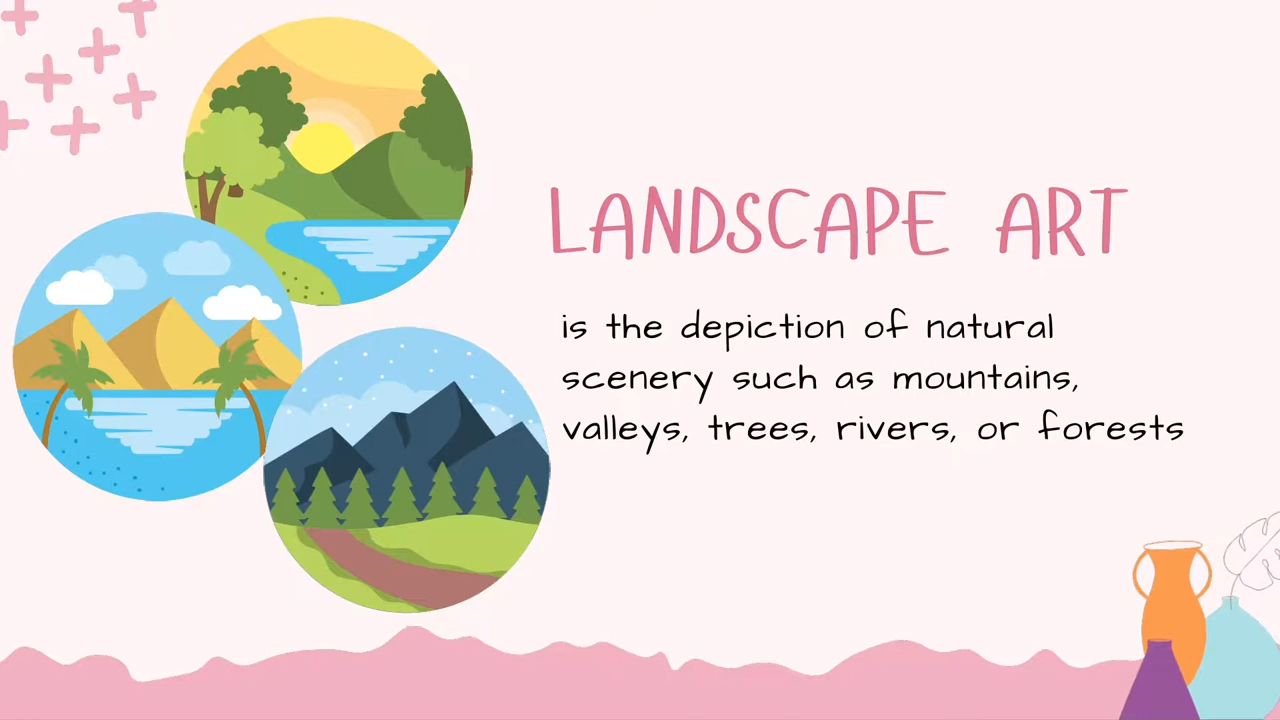 LANDSCAPE ART
is the depiction of natural
scenery such as mountains,
valleys, trees, rivers, or forests